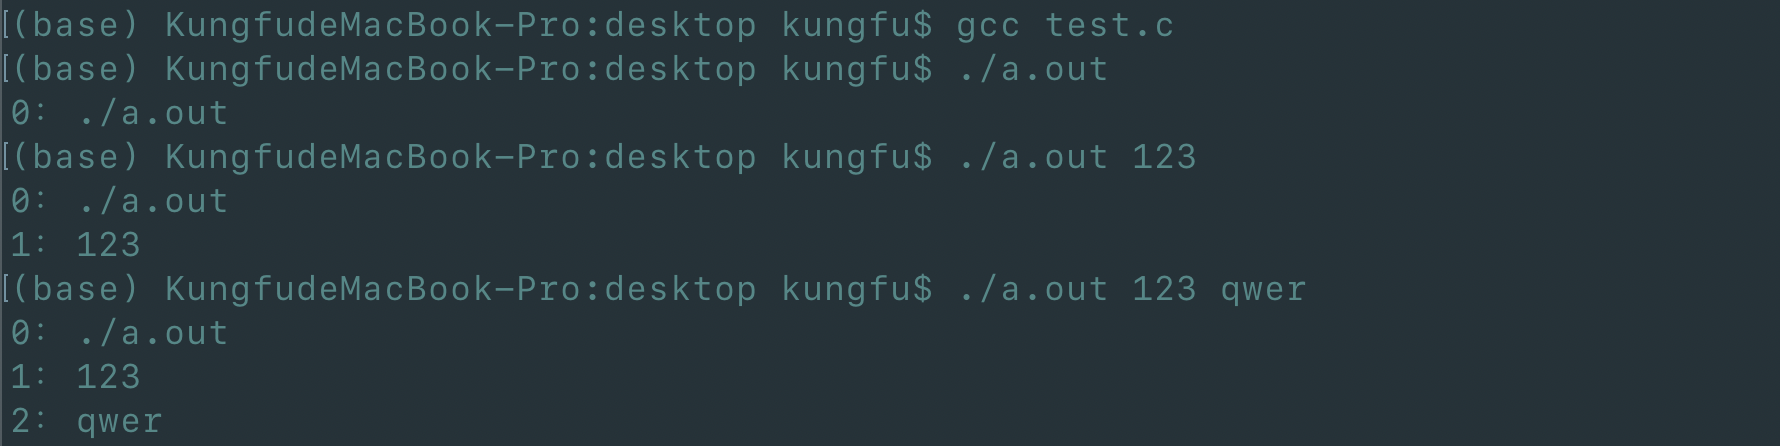 [(base) KungfudeMacBook-Pro:desktop kungfu$ gcc test.c
[(base) KungfudeMacBook-Pro:desktop kungfu$ ./a.out
0: ./a.out
[(base) KungfudeMacBook-Pro:desktop kungfu$ ./a.out 123
0: ./a.out
1: 123
[(base) KungfudeMacBook-Pro:desktop kungfu$ ./a.out 123 qwer
0: ./a.out
1: 123
2: qwer